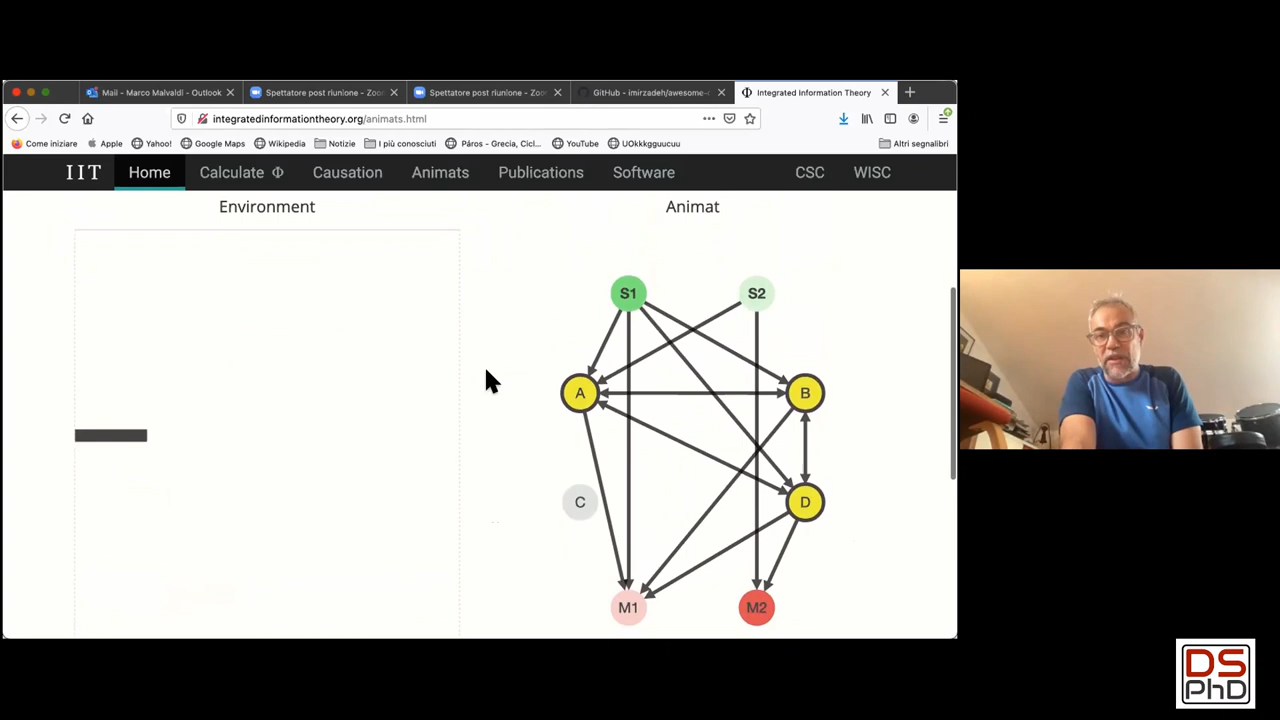 Mail – Marco Malvaldi – Outlook
Spettatore post riunione – Zoo
Spettatore post riunione – Zoo
GitHub – imirzadeh/awesome-
Φ Integrated Information Theory
integratedinformationtheory.org/animats.html
Come iniziare Apple Yahoo! Google Maps Wikipedia Notizie I più conosciuti Páros - Grecia, Cicl... YouTube UOkkkguucuu Altri segnalibri
IIT Home Calculate Φ Causation Animats Publications Software CSC WISC
Environment Animat
S1 S2
A B
C D
M1 M2
DS
PhD